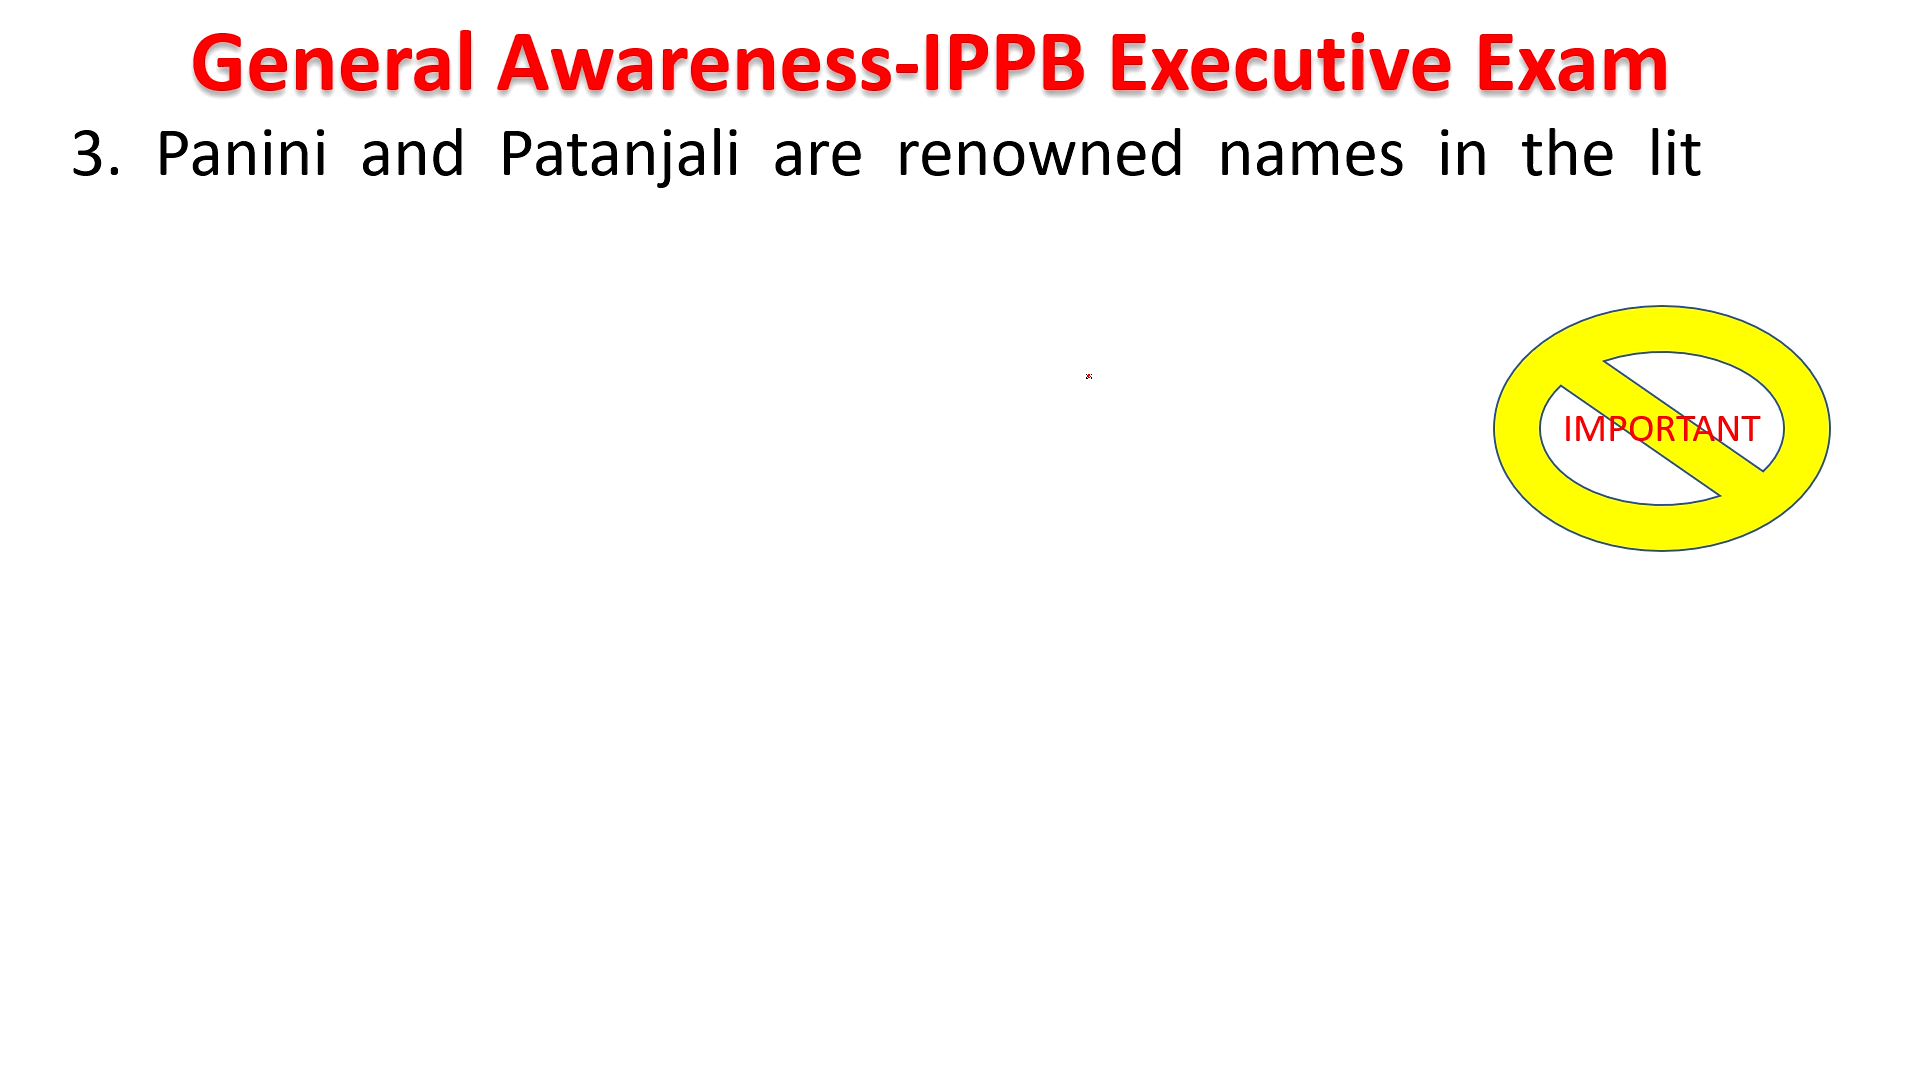 General Awareness-IPPB Executive Exam
3. Panini and Patanjali are renowned names in the lit
IMPORTANT